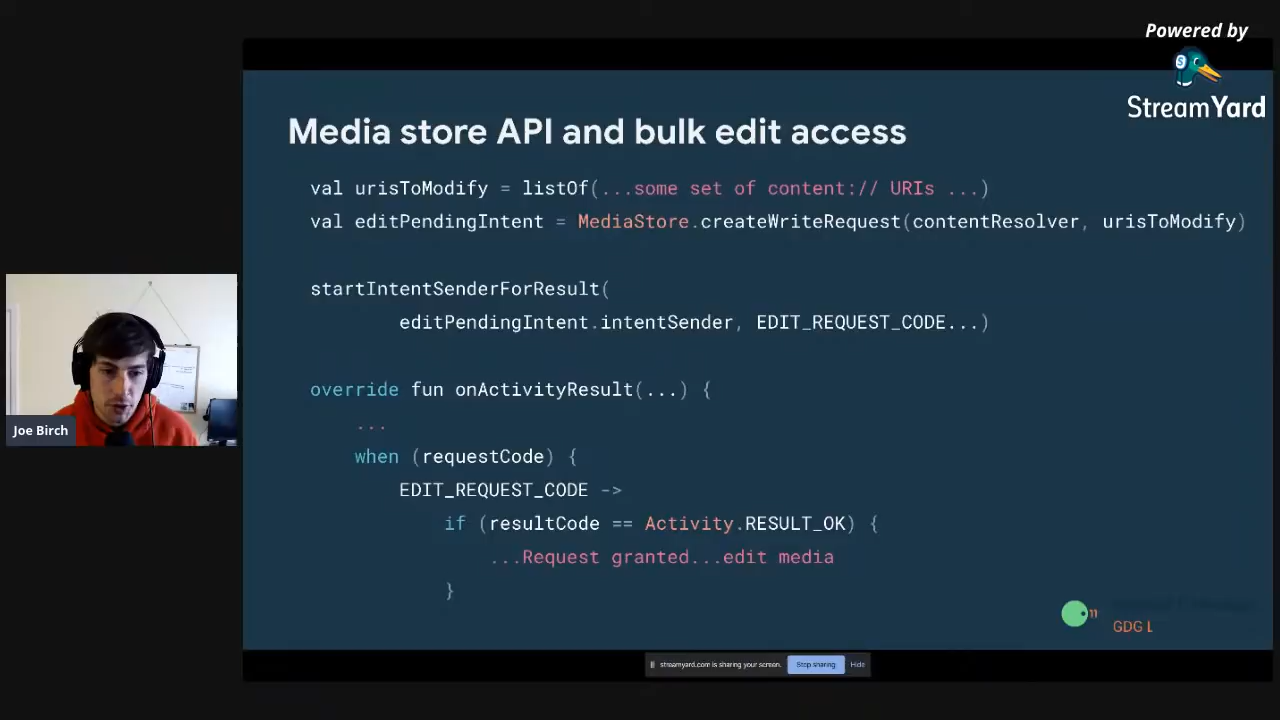 Powered by
StreamYard
Media store API and bulk edit access
val urisToModify = listOf(...some set of content:// URIs ...)
val editPendingIntent = MediaStore.createWriteRequest(contentResolver, urisToModify)
startIntentSenderForResult(
editPendingIntent.intentSender, EDIT_REQUEST_CODE...)
override fun onActivityResult(...) {
...
when (requestCode) {
EDIT_REQUEST_CODE ->
if (resultCode == Activity.RESULT_OK) {
...Request granted...edit media
}
Joe Birch
11
GDG L
streamyard.com is sharing your screen.
Stop sharing
Hide